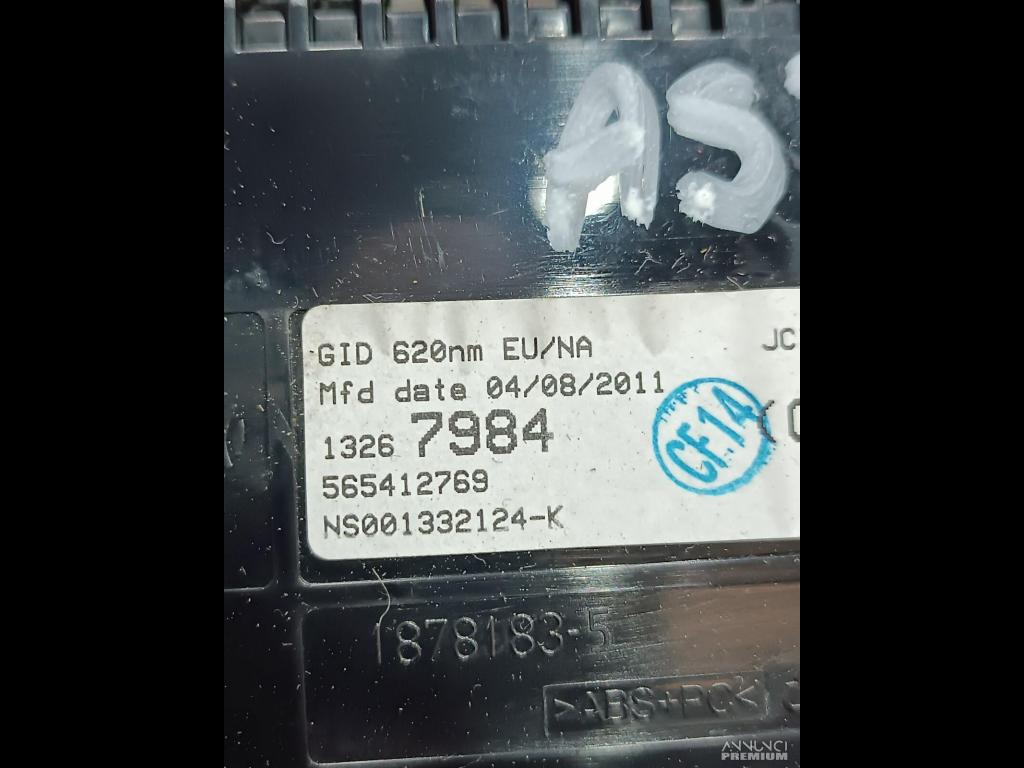 AS
GID 620nm EU/NA
JC
Mfd date 04/08/2011
1326 7984
CF14
565412769
NS001332124-K
1878183-5
>ABS+PC<
ANNUNCI
PREMIUM